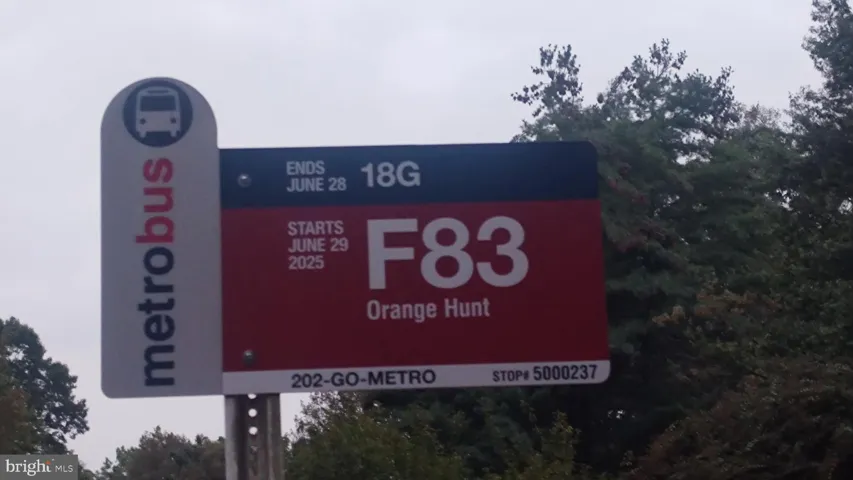 metrobus
ENDS
JUNE 28
18G
STARTS
JUNE 29
2025
F83
Orange Hunt
202-GO-METRO
STOP# 5000237
bright MLS